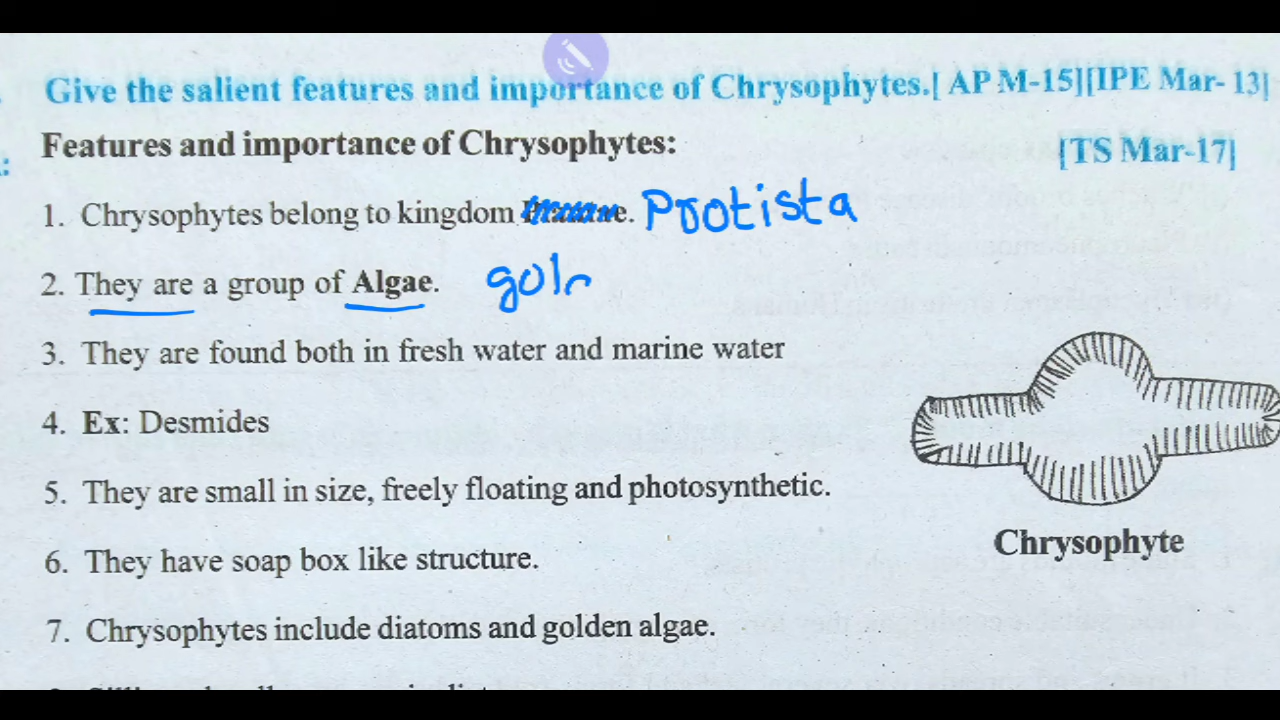 Give the salient features and importance of Chrysophytes.[ AP M-15][IPE Mar- 13]
Features and importance of Chrysophytes: [TS Mar-17]
1. Chrysophytes belong to kingdom Protista
2. They are a group of Algae.
3. They are found both in fresh water and marine water
4. Ex: Desmides
5. They are small in size, freely floating and photosynthetic.
6. They have soap box like structure.
Chrysophyte
7. Chrysophytes include diatoms and golden algae.